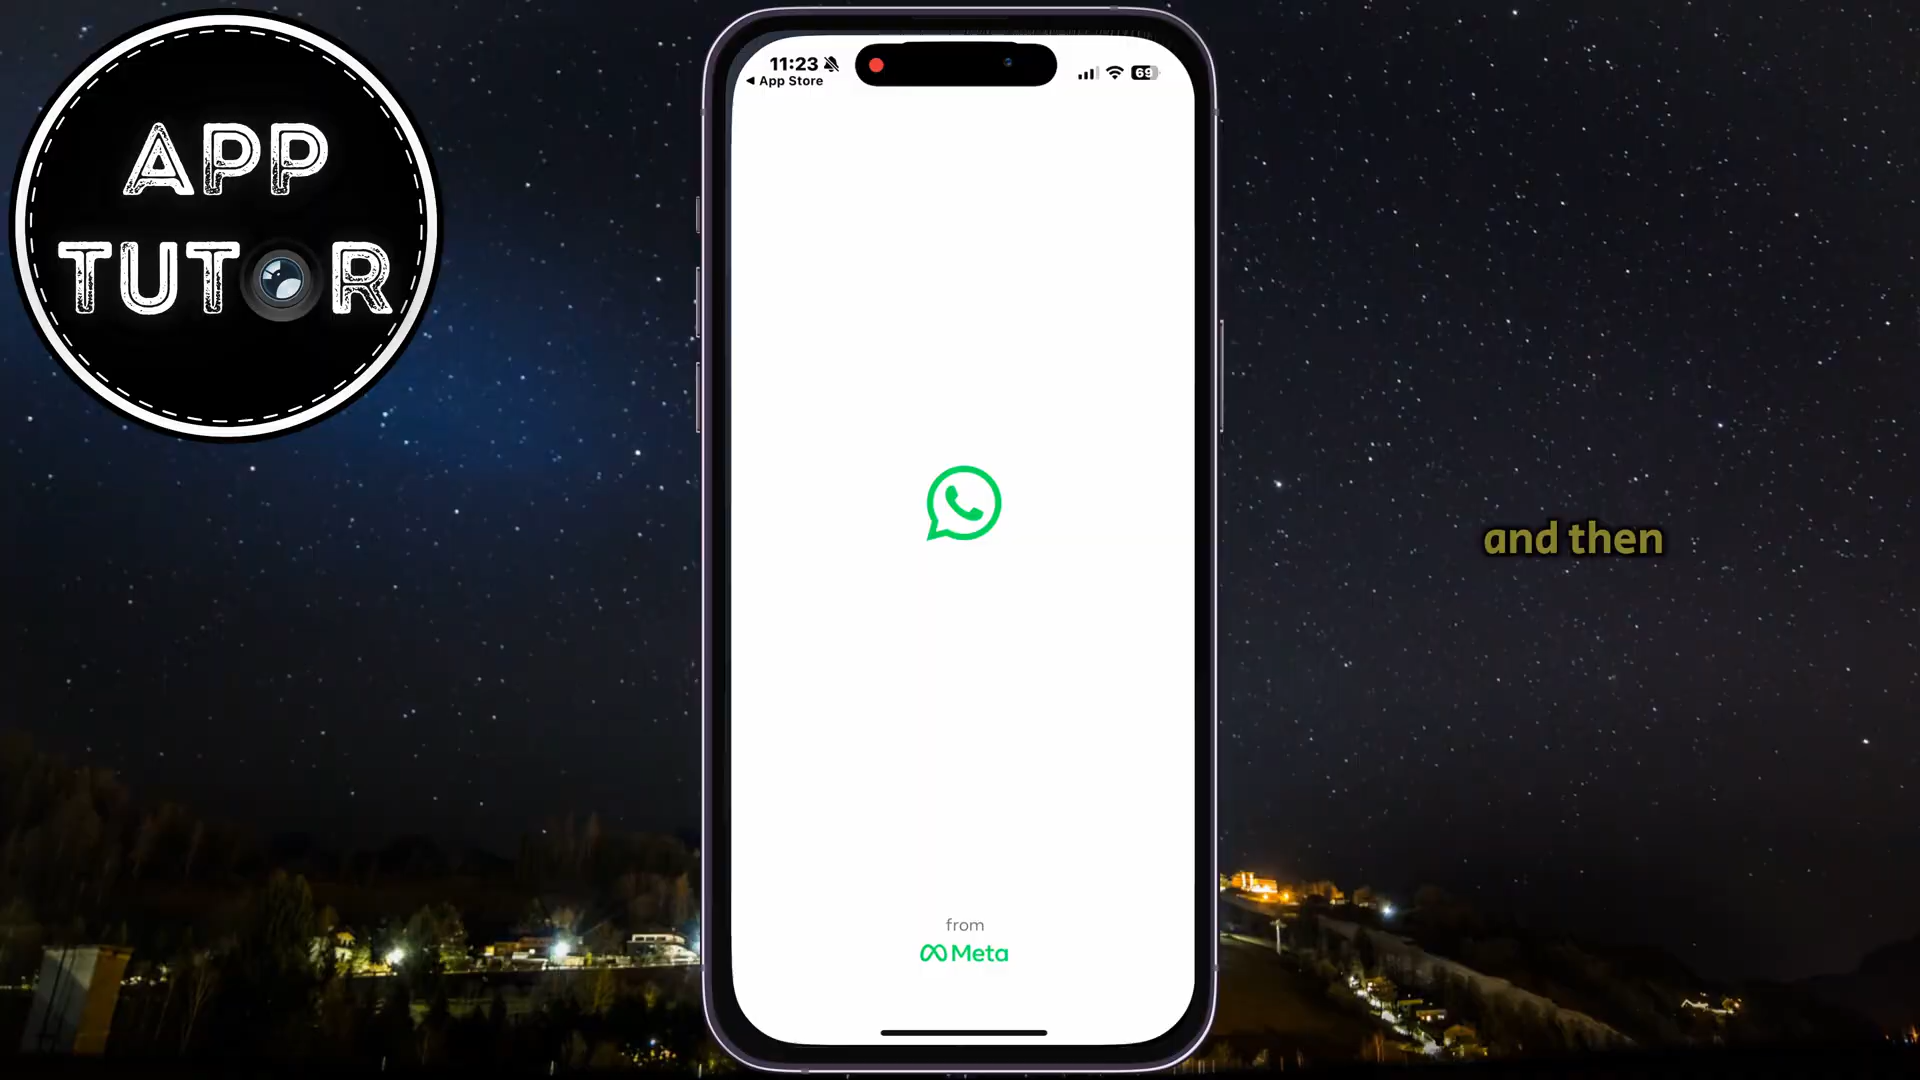 APP
TUTOR
11:23
App Store
69
and then
from
Meta